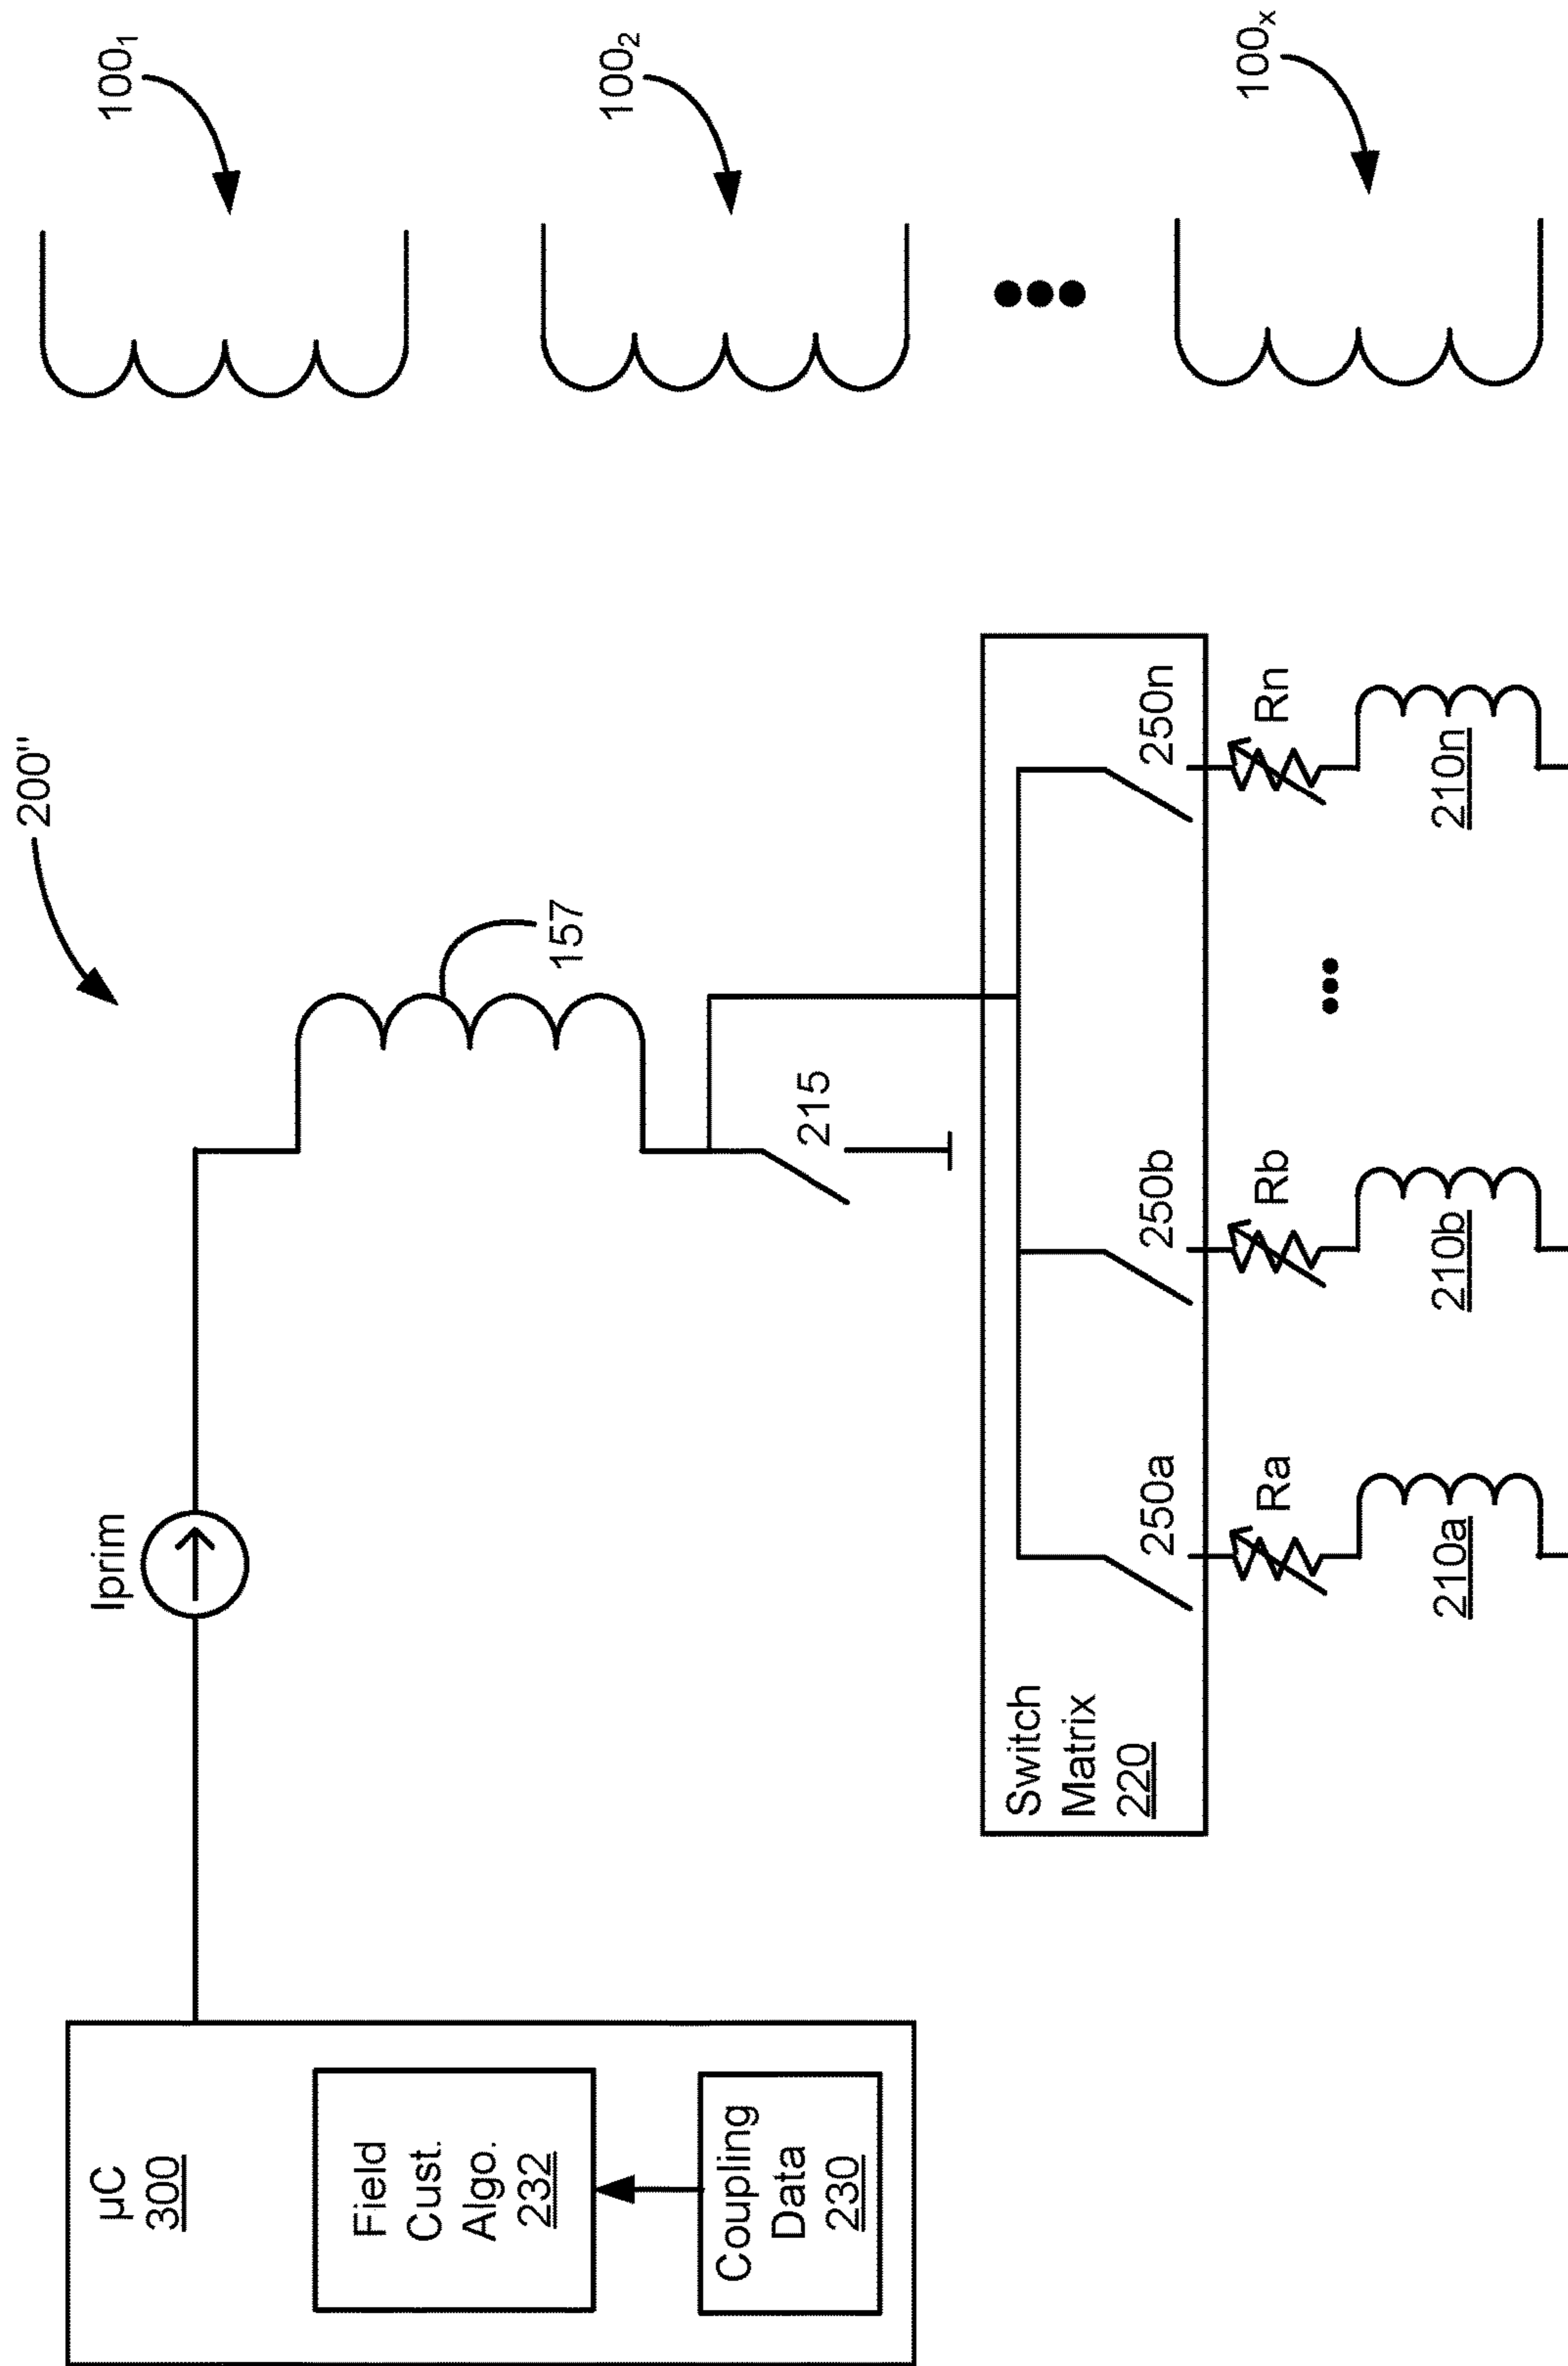 200"
Iprim
µC
300
Field
Cust.
Algo.
232
Coupling
Data
230
157
215
Switch
Matrix
220
250a
250b
250n
Ra
Rb
Rn
210a
210b
210n
100₁
100₂
100ₓ